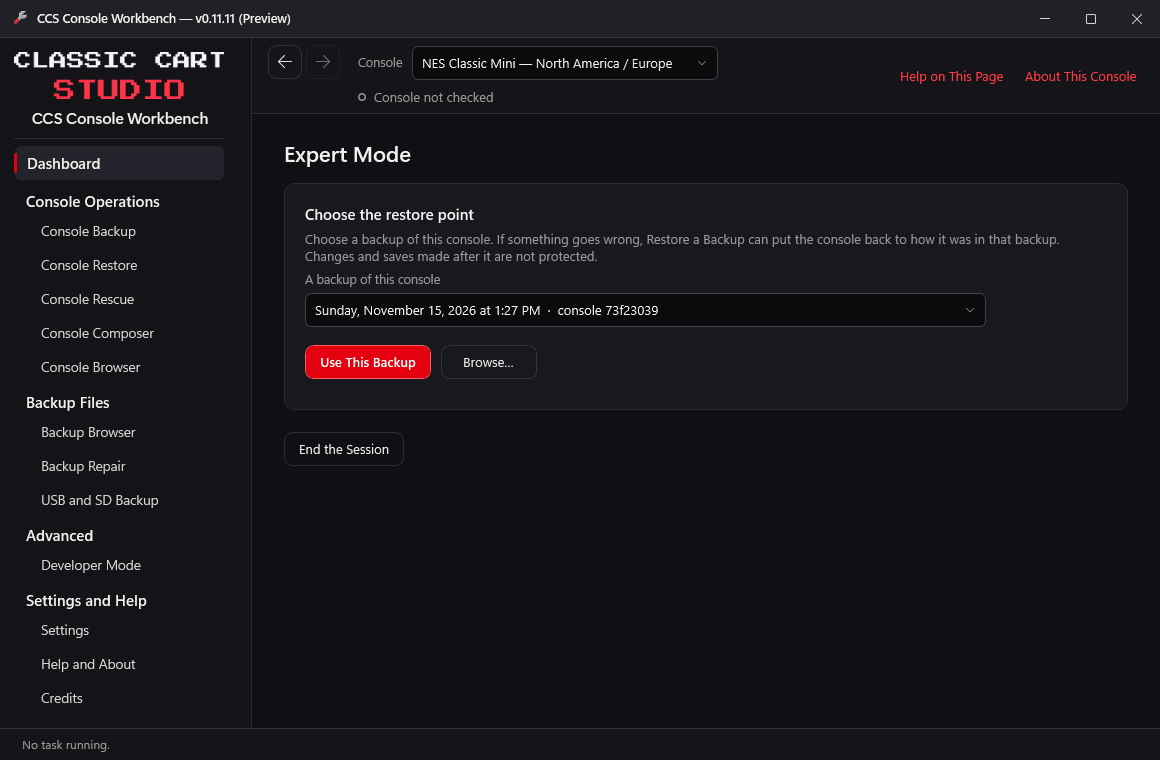 CCS Console Workbench — v0.11.11 (Preview)
CLASSIC CART
STUDIO
CCS Console Workbench
Dashboard
Console Operations
Console Backup
Console Restore
Console Rescue
Console Composer
Console Browser
Backup Files
Backup Browser
Backup Repair
USB and SD Backup
Advanced
Developer Mode
Settings and Help
Settings
Help and About
Credits
Console
NES Classic Mini — North America / Europe
Console not checked
Help on This Page
About This Console
Expert Mode
Choose the restore point
Choose a backup of this console. If something goes wrong, Restore a Backup can put the console back to how it was in that backup.
Changes and saves made after it are not protected.
A backup of this console
Sunday, November 15, 2026 at 1:27 PM · console 73f23039
Use This Backup
Browse...
End the Session
No task running.